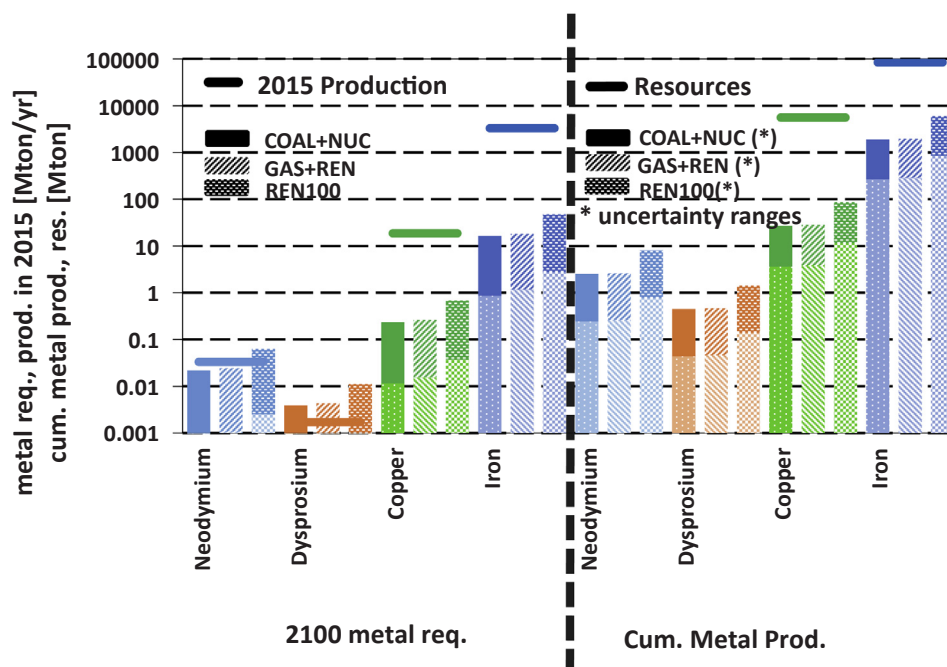 metal req., prod. in 2015 [Mton/yr]
cum. metal prod., res. [Mton]
100000
10000
1000
100
10
1
0.1
0.01
0.001
2015 Production
COAL+NUC
GAS+REN
REN100
Resources
COAL+NUC (*)
GAS+REN (*)
REN100(*)
* uncertainty ranges
Neodymium
Dysprosium
Copper
Iron
Neodymium
Dysprosium
Copper
Iron
2100 metal req.
Cum. Metal Prod.